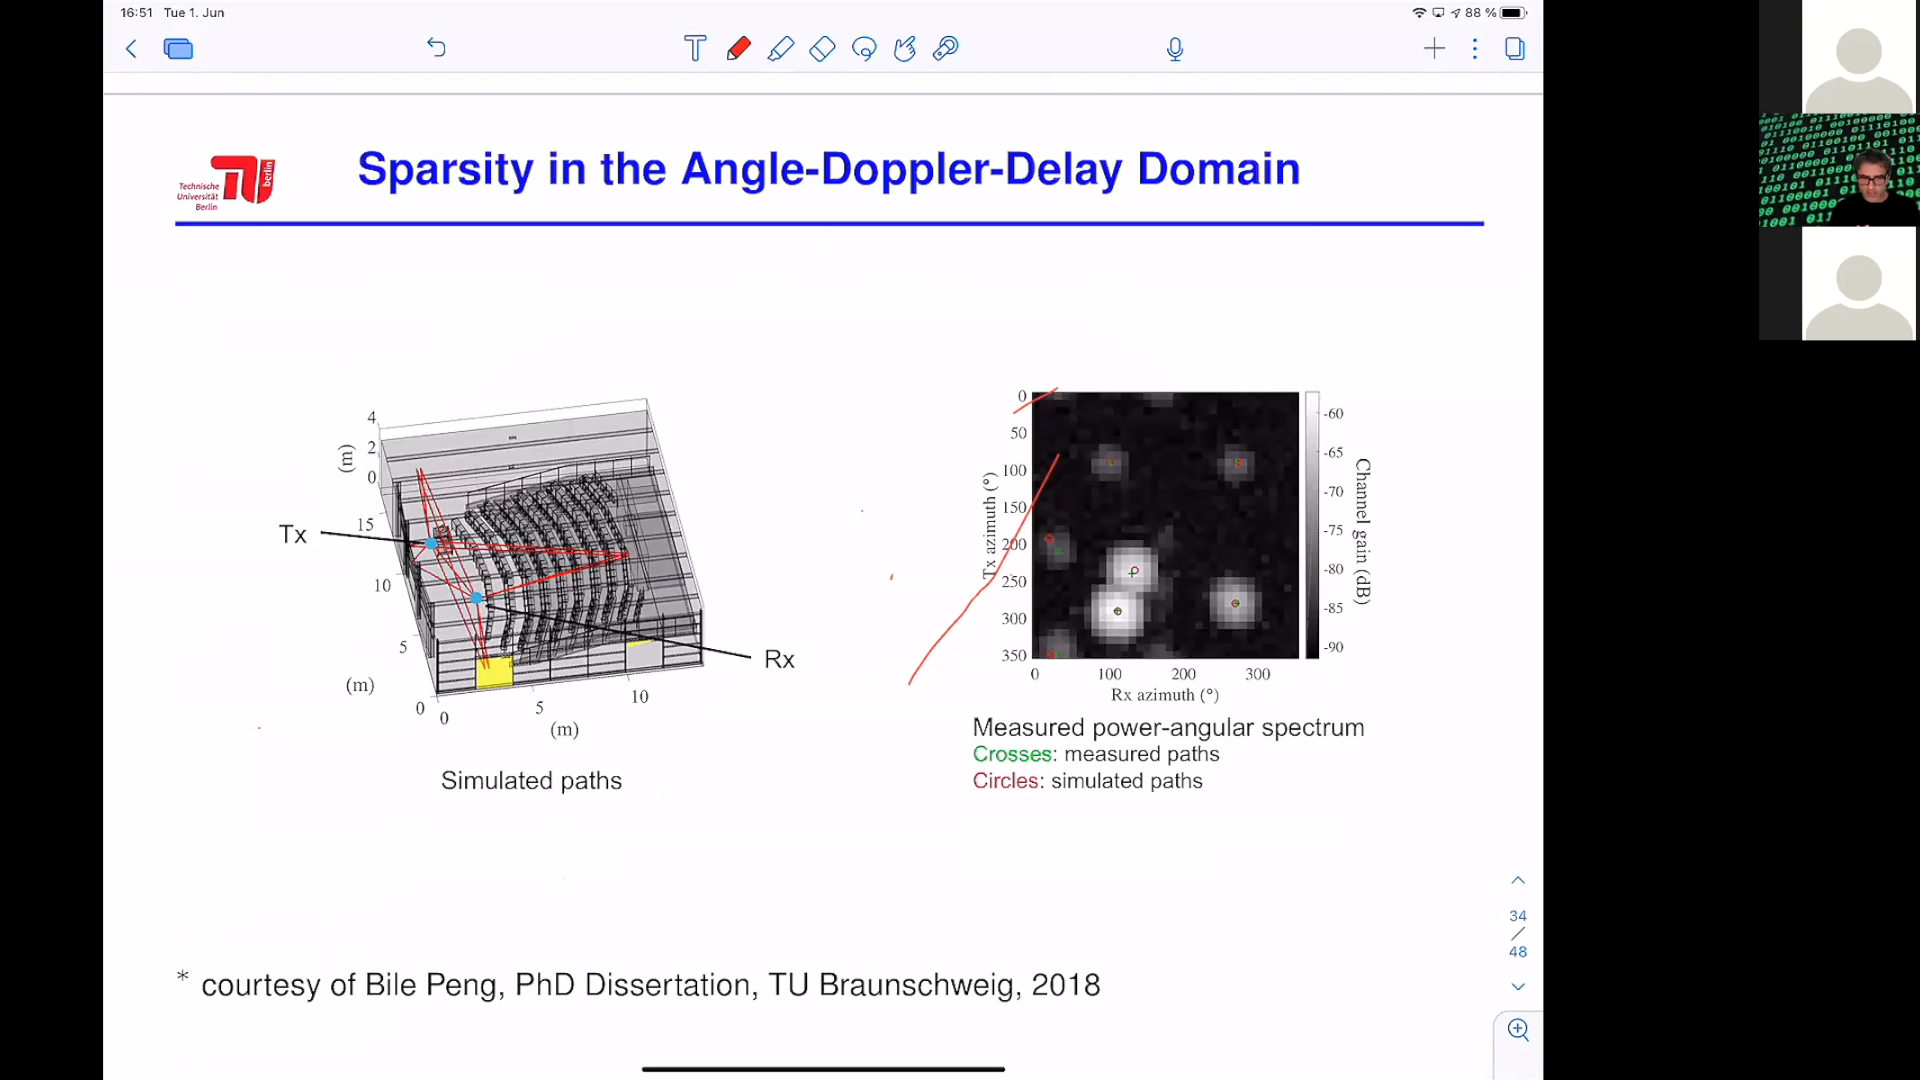 16:51 Tue 1. Jun
88 %
Technische
Universität
Berlin
berlin
Sparsity in the Angle-Doppler-Delay Domain
4
2
0
(m)
15
10
5
0
(m)
0
5
10
(m)
Tx
Rx
Simulated paths
0
50
100
150
200
250
300
350
Tx azimuth (°)
0 100 200 300
Rx azimuth (°)
-60
-65
-70
-75
-80
-85
-90
Channel gain (dB)
Measured power-angular spectrum
Crosses: measured paths
Circles: simulated paths
34
/
48
* courtesy of Bile Peng, PhD Dissertation, TU Braunschweig, 2018